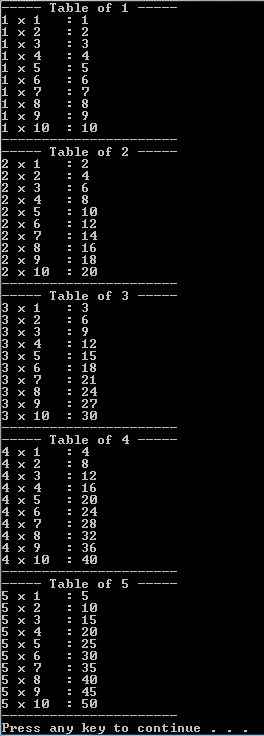 ----- Table of 1 -----
1 x 1   : 1
1 x 2   : 2
1 x 3   : 3
1 x 4   : 4
1 x 5   : 5
1 x 6   : 6
1 x 7   : 7
1 x 8   : 8
1 x 9   : 9
1 x 10  : 10
----------------------
----- Table of 2 -----
2 x 1   : 2
2 x 2   : 4
2 x 3   : 6
2 x 4   : 8
2 x 5   : 10
2 x 6   : 12
2 x 7   : 14
2 x 8   : 16
2 x 9   : 18
2 x 10  : 20
----------------------
----- Table of 3 -----
3 x 1   : 3
3 x 2   : 6
3 x 3   : 9
3 x 4   : 12
3 x 5   : 15
3 x 6   : 18
3 x 7   : 21
3 x 8   : 24
3 x 9   : 27
3 x 10  : 30
----------------------
----- Table of 4 -----
4 x 1   : 4
4 x 2   : 8
4 x 3   : 12
4 x 4   : 16
4 x 5   : 20
4 x 6   : 24
4 x 7   : 28
4 x 8   : 32
4 x 9   : 36
4 x 10  : 40
----------------------
----- Table of 5 -----
5 x 1   : 5
5 x 2   : 10
5 x 3   : 15
5 x 4   : 20
5 x 5   : 25
5 x 6   : 30
5 x 7   : 35
5 x 8   : 40
5 x 9   : 45
5 x 10  : 50
----------------------
Press any key to continue . . .